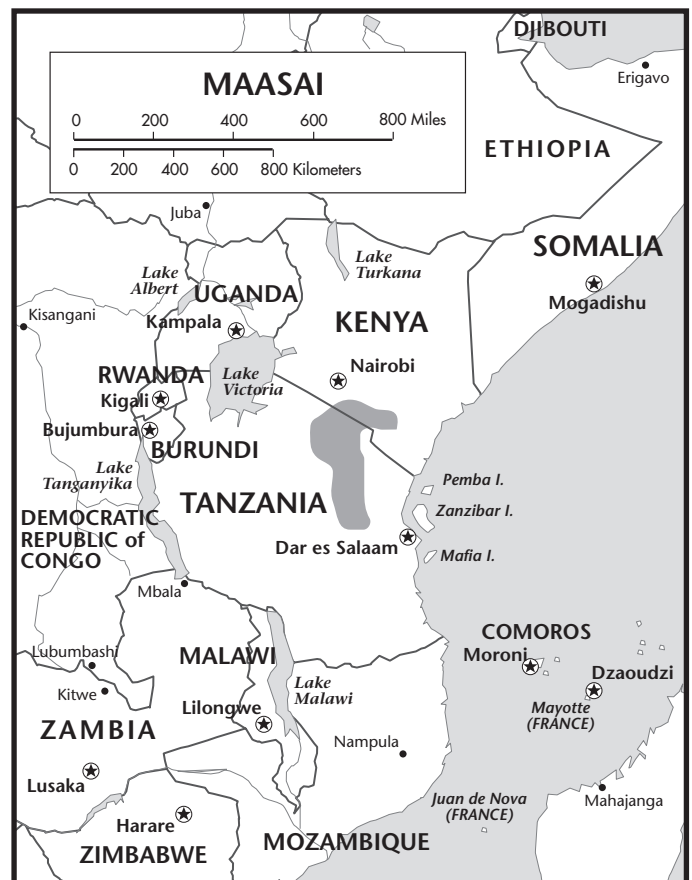 DJIBOUTI
Erigavo
MAASAI
0 200 400 600 800 Miles
0 200 400 600 800 Kilometers
ETHIOPIA
Juba
SOMALIA
Lake
Turkana
Lake
Albert
UGANDA
Mogadishu
Kisangani
Kampala
KENYA
Nairobi
RWANDA
Lake
Victoria
Kigali
Bujumbura
BURUNDI
Lake
Tanganyika
Pemba I.
TANZANIA
Zanzibar I.
DEMOCRATIC
REPUBLIC of
CONGO
Dar es Salaam
Mafia I.
Mbala
COMOROS
Lubumbashi
MALAWI
Moroni
Dzaoudzi
Kitwe
Lake
Malawi
Lilongwe
Mayotte
(FRANCE)
ZAMBIA
Nampula
Lusaka
Juan de Nova
(FRANCE)
Mahajanga
Harare
MOZAMBIQUE
ZIMBABWE